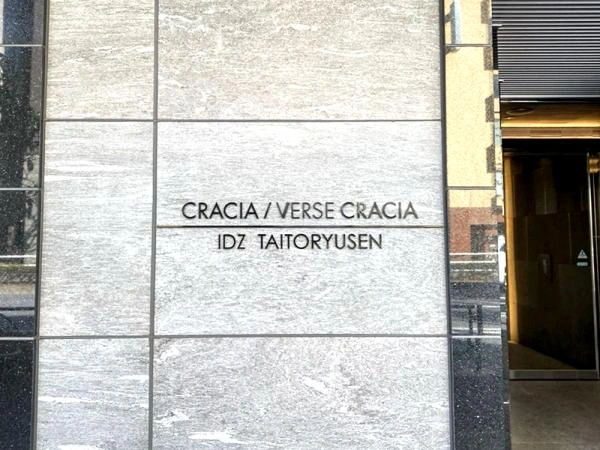 CRACIA / VERSE CRACIA
IDZ TAITORYUSEN